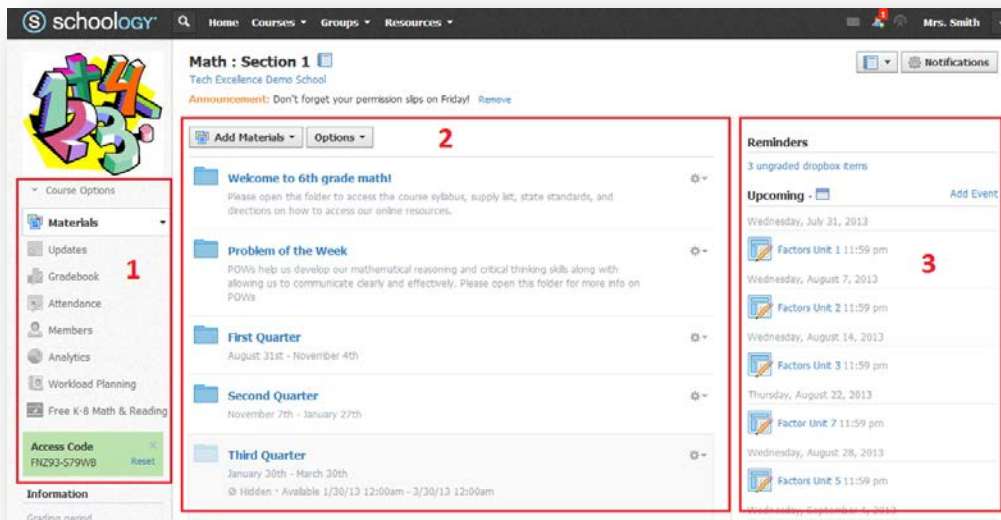 S schoology®
Home Courses Groups Resources
1
Mrs. Smith
Math : Section 1
Tech Excellence Demo School
Announcement: Don't forget your permission slips on Friday! Remove
Notifications
Course Options
Materials
Updates
Gradebook
Attendance
Members
Analytics
Workload Planning
Free K-8 Math & Reading
1
Access Code
FNZ93-S79WB Reset
Information
Grading period
Add Materials Options
2
Welcome to 6th grade math!
Please open this folder to access the course syllabus, supply list, state standards, and
directions on how to access our online resources.
Problem of the Week
POWs help us develop our mathematical reasoning and critical thinking skills along with
allowing us to communicate clearly and effectively. Please open this folder for more info on
POWs
First Quarter
August 31st - November 4th
Second Quarter
November 7th - January 27th
Third Quarter
January 30th - March 30th
Hidden · Available 1/30/13 12:00am - 3/30/13 12:00am
Reminders
3 ungraded dropbox items
Upcoming · Add Event
Wednesday, July 31, 2013
Factors Unit 1 11:59 pm
3
Wednesday, August 7, 2013
Factors Unit 2 11:59 pm
Wednesday, August 14, 2013
Factors Unit 3 11:59 pm
Thursday, August 22, 2013
Factor Unit 7 11:59 pm
Wednesday, August 28, 2013
Factors Unit 5 11:59 pm
Wednesday, September 4, 2013